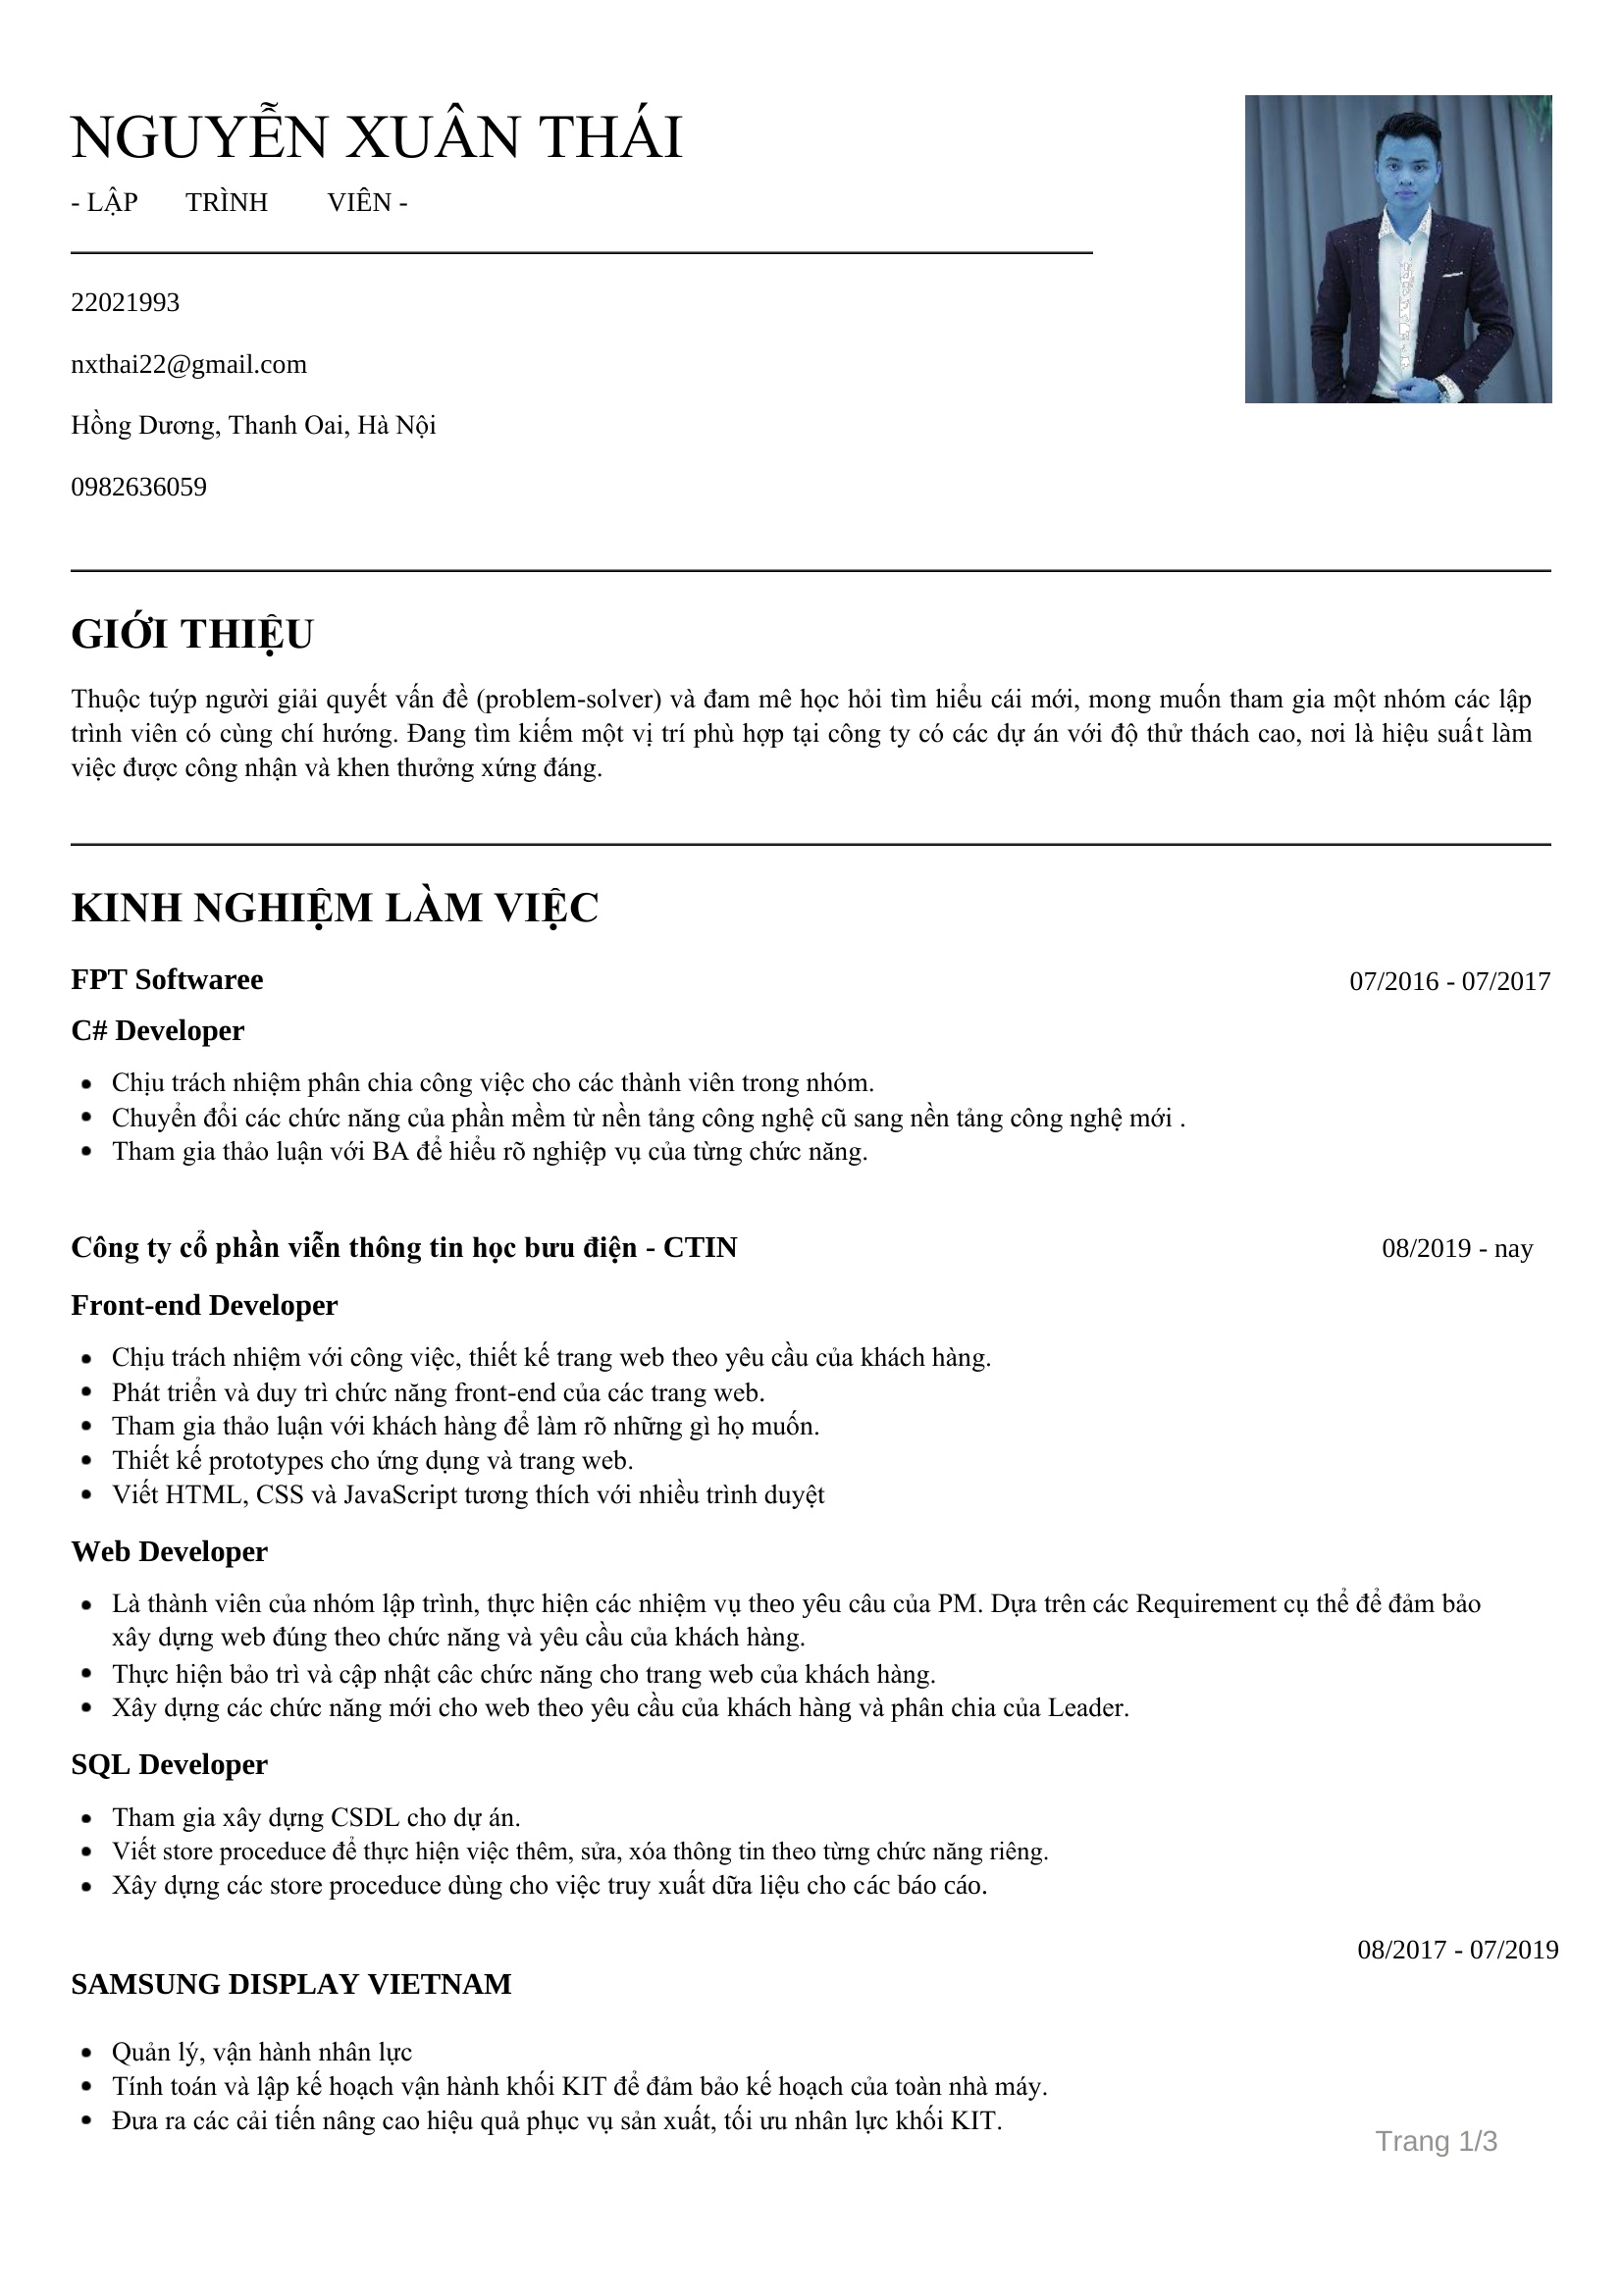 NGUYỄN XUÂN THÁI
- LẬP TRÌNH VIÊN -
22021993
nxthai22@gmail.com
Hồng Dương, Thanh Oai, Hà Nội
0982636059
GIỚI THIỆU
Thuộc tuýp người giải quyết vấn đề (problem-solver) và đam mê học hỏi tìm hiểu cái mới, mong muốn tham gia một nhóm các lập
trình viên có cùng chí hướng. Đang tìm kiếm một vị trí phù hợp tại công ty có các dự án với độ thử thách cao, nơi là hiệu suất làm
việc được công nhận và khen thưởng xứng đáng.
KINH NGHIỆM LÀM VIỆC
FPT Softwaree 07/2016 - 07/2017
C# Developer
• Chịu trách nhiệm phân chia công việc cho các thành viên trong nhóm.
• Chuyển đổi các chức năng của phần mềm từ nền tảng công nghệ cũ sang nền tảng công nghệ mới .
• Tham gia thảo luận với BA để hiểu rõ nghiệp vụ của từng chức năng.
Công ty cổ phần viễn thông tin học bưu điện - CTIN 08/2019 - nay
Front-end Developer
• Chịu trách nhiệm với công việc, thiết kế trang web theo yêu cầu của khách hàng.
• Phát triển và duy trì chức năng front-end của các trang web.
• Tham gia thảo luận với khách hàng để làm rõ những gì họ muốn.
• Thiết kế prototypes cho ứng dụng và trang web.
• Viết HTML, CSS và JavaScript tương thích với nhiều trình duyệt
Web Developer
• Là thành viên của nhóm lập trình, thực hiện các nhiệm vụ theo yêu câu của PM. Dựa trên các Requirement cụ thể để đảm bảo
xây dựng web đúng theo chức năng và yêu cầu của khách hàng.
• Thực hiện bảo trì và cập nhật câc chức năng cho trang web của khách hàng.
• Xây dựng các chức năng mới cho web theo yêu cầu của khách hàng và phân chia của Leader.
SQL Developer
• Tham gia xây dựng CSDL cho dự án.
• Viết store proceduce để thực hiện việc thêm, sửa, xóa thông tin theo từng chức năng riêng.
• Xây dựng các store proceduce dùng cho việc truy xuất dữa liệu cho các báo cáo.
08/2017 - 07/2019
SAMSUNG DISPLAY VIETNAM
• Quản lý, vận hành nhân lực
• Tính toán và lập kế hoạch vận hành khối KIT để đảm bảo kế hoạch của toàn nhà máy.
• Đưa ra các cải tiến nâng cao hiệu quả phục vụ sản xuất, tối ưu nhân lực khối KIT.
Trang 1/3